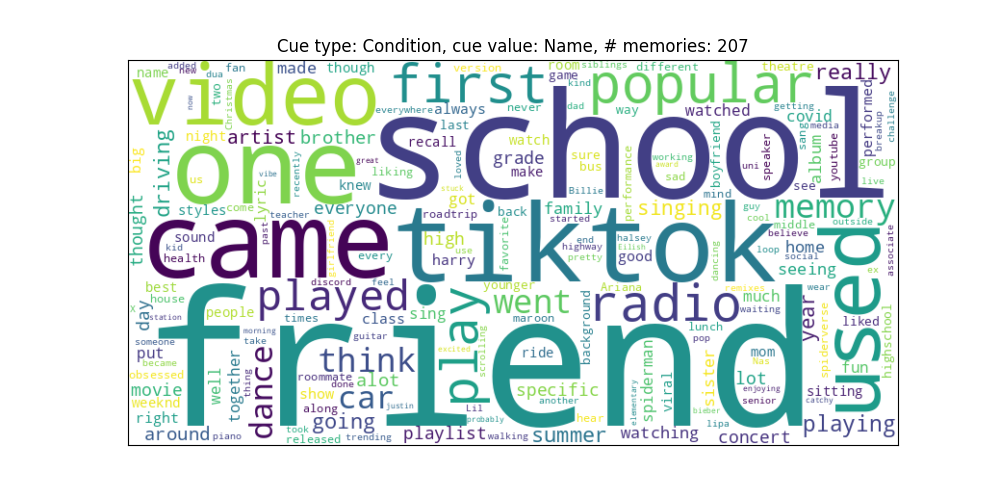 Cue type: Condition, cue value: Name, # memories: 207
added new dua fan made though version room siblings different theatre really
name two Christmas video first game kind popular getting covid media
now everywhere always never dad way watched performed challenge
night artist brother recall last watch sure bus working award sad boyfriend uni speaker sans album youtube breakup group
big driving one great school grade make loved Billie performance mind see live
us recently vibe liking knew stuck got family singing guy memory outside
thought styles come lyric everyone roadtrip back started cool middle
sound past teacher girlfriend came high favorite tiktok end halsey dancing believe home associate
kid health every harry use highway Eilish good pretty loop social seeing
best discord feel younger Ariana remixes wear ex used
house played sing went radio much waiting year
x station people times class play maroon background lunch pop spiderverse liked highschool
day someone morning guitar scrolling excited friend ride Nas mom
put became take think elementary spiderman viral sister enjoying lot fun
obsessed thing roommate done alot specific senior sitting
movie well together dance show car justin Lil another bieber catchy
weeknd along going probably hear lipa
right took playlist walking summer watching concert playing
around piano released trending